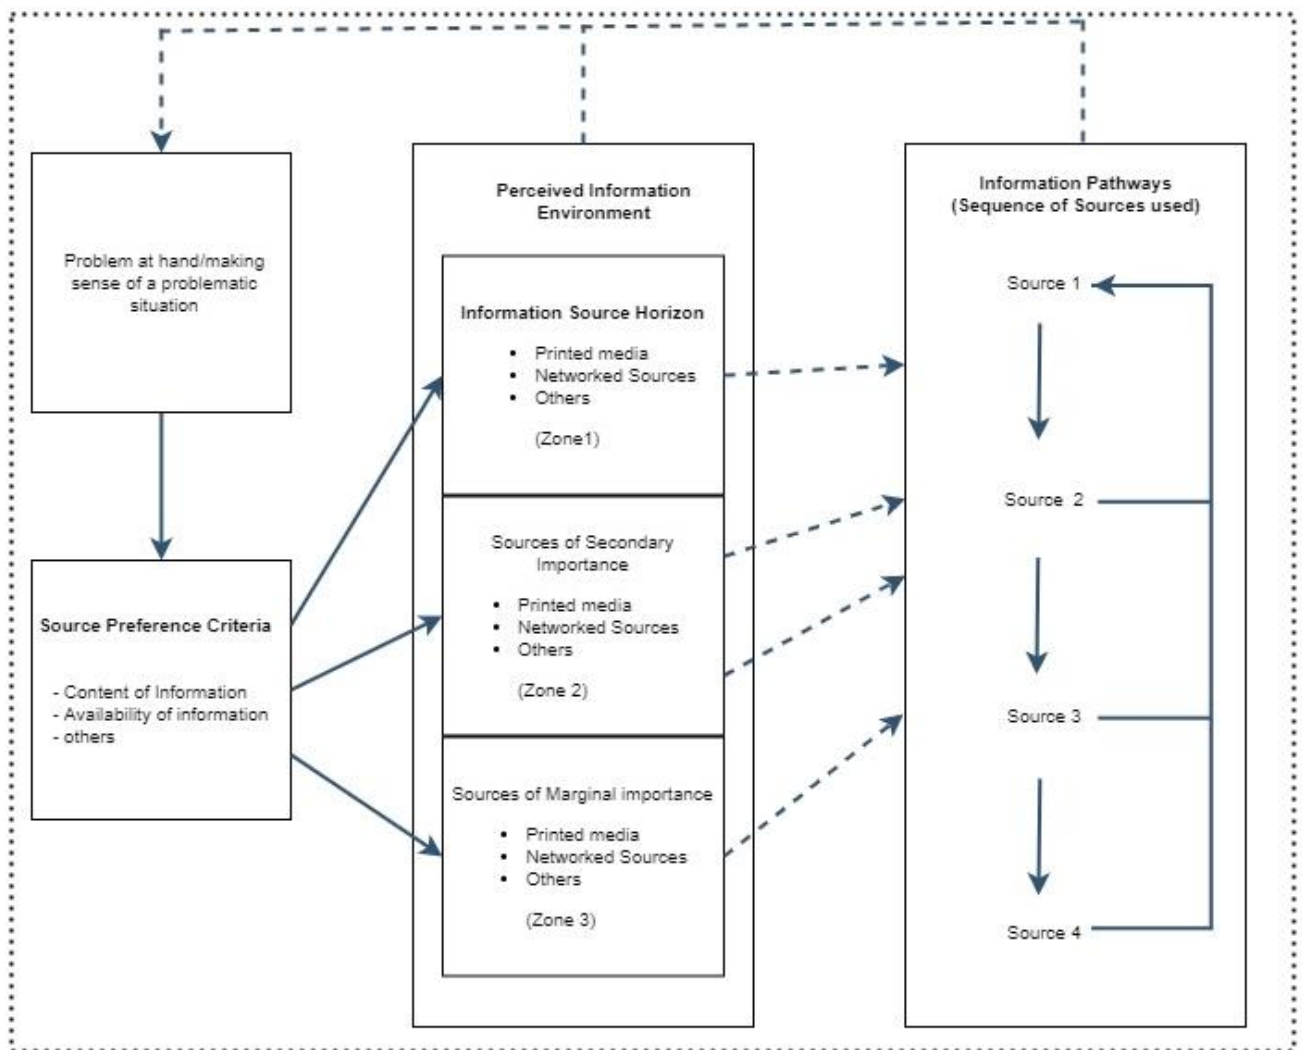 Problem at hand/making
sense of a problematic
situation
Source Preference Criteria
- Content of Information
- Availability of information
- others
Perceived Information
Environment
Information Source Horizon
• Printed media
• Networked Sources
• Others
(Zone1)
Sources of Secondary
Importance
• Printed media
• Networked Sources
• Others
(Zone 2)
Sources of Marginal importance
• Printed media
• Networked Sources
• Others
(Zone 3)
Information Pathways
(Sequence of Sources used)
Source 1
Source 2
Source 3
Source 4